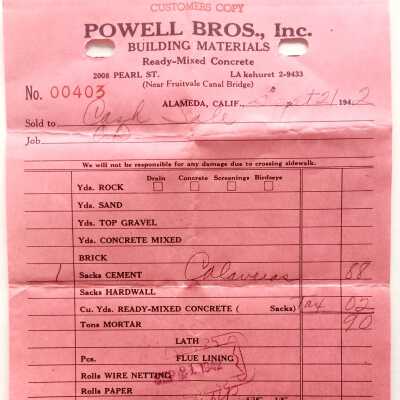 CUSTOMERS COPY
POWELL BROS., Inc.
BUILDING MATERIALS
Ready-Mixed Concrete
2008 PEARL ST. LAkehurst 2-9433
(Near Fruitvale Canal Bridge)
No. 00403
ALAMEDA, CALIF., Sept 21 1942
Sold to Cash Sale
Job
We will not be responsible for any damage due to crossing sidewalk.
Drain Concrete Screenings Birdseye
Yds. ROCK
Yds. SAND
Yds. TOP GRAVEL
Yds. CONCRETE MIXED
BRICK
1 Sacks CEMENT Calaveras 88
Sacks HARDWALL
Cu. Yds. READY-MIXED CONCRETE ( Sacks) Tax 02
Tons MORTAR 90
LATH
Pcs. FLUE LINING
Rolls WIRE NETTING
Rolls PAPER